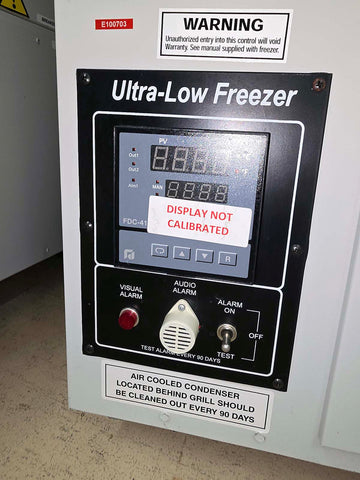 E100703
WARNING
Unauthorized entry into this control will void
Warranty. See manual supplied with freezer.
Ultra-Low Freezer
PV
Out1
Out2
Alm1
MAN
DISPLAY NOT
CALIBRATED
FDC-41
R
VISUAL
ALARM
AUDIO
ALARM
ALARM
ON
OFF
TEST
TEST ALARM EVERY 90 DAYS
AIR COOLED CONDENSER
LOCATED BEHIND GRILL SHOULD
BE CLEANED OUT EVERY 90 DAYS